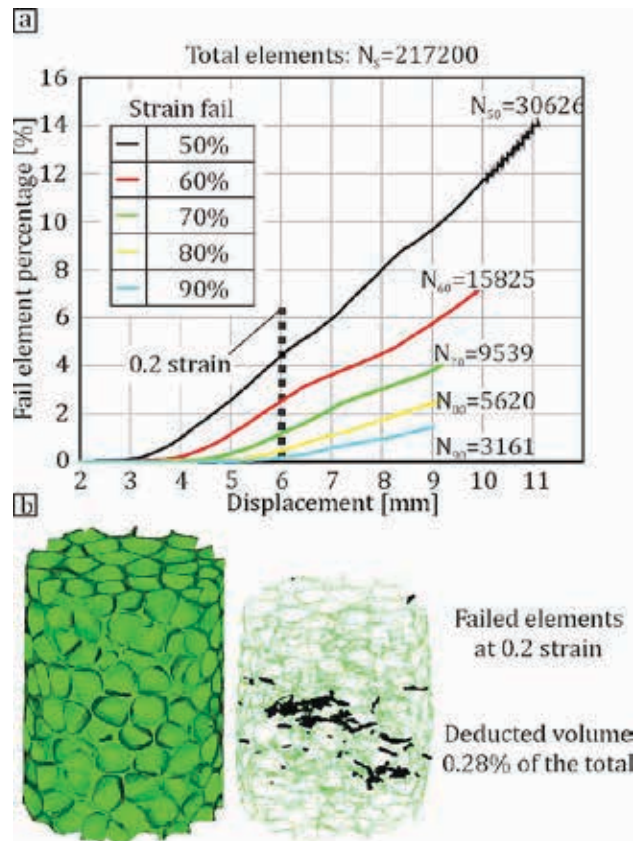 a
Total elements: Nₛ=217200
Fail element percentage [%]
16
14
12
10
8
6
4
2
0
Strain fail
50%
60%
70%
80%
90%
0.2 strain
N₅₀=30626
N₆₀=15825
N₇₀=9539
N₈₀=5620
N₉₀=3161
2 3 4 5 6 7 8 9 10 11
Displacement [mm]
b
Failed elements
at 0.2 strain
Deducted volume
0.28% of the total